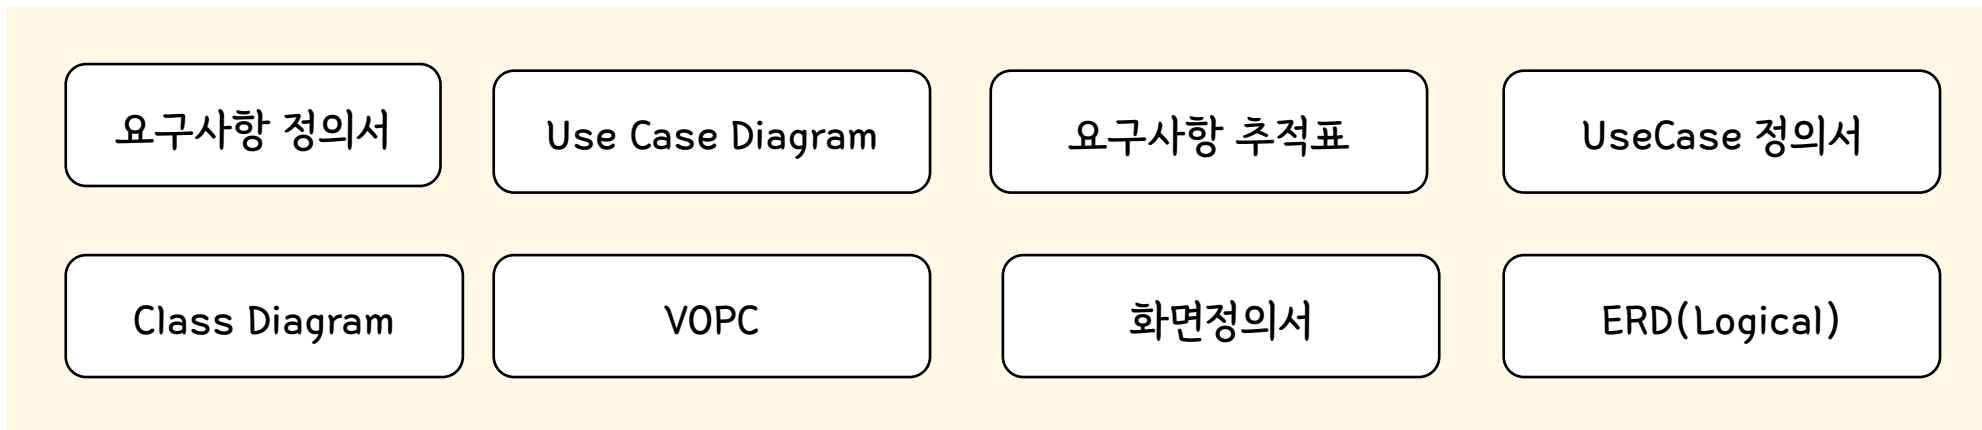 요구사항 정의서
Use Case Diagram
요구사항 추적표
UseCase 정의서
Class Diagram
VOPC
화면정의서
ERD(Logical)